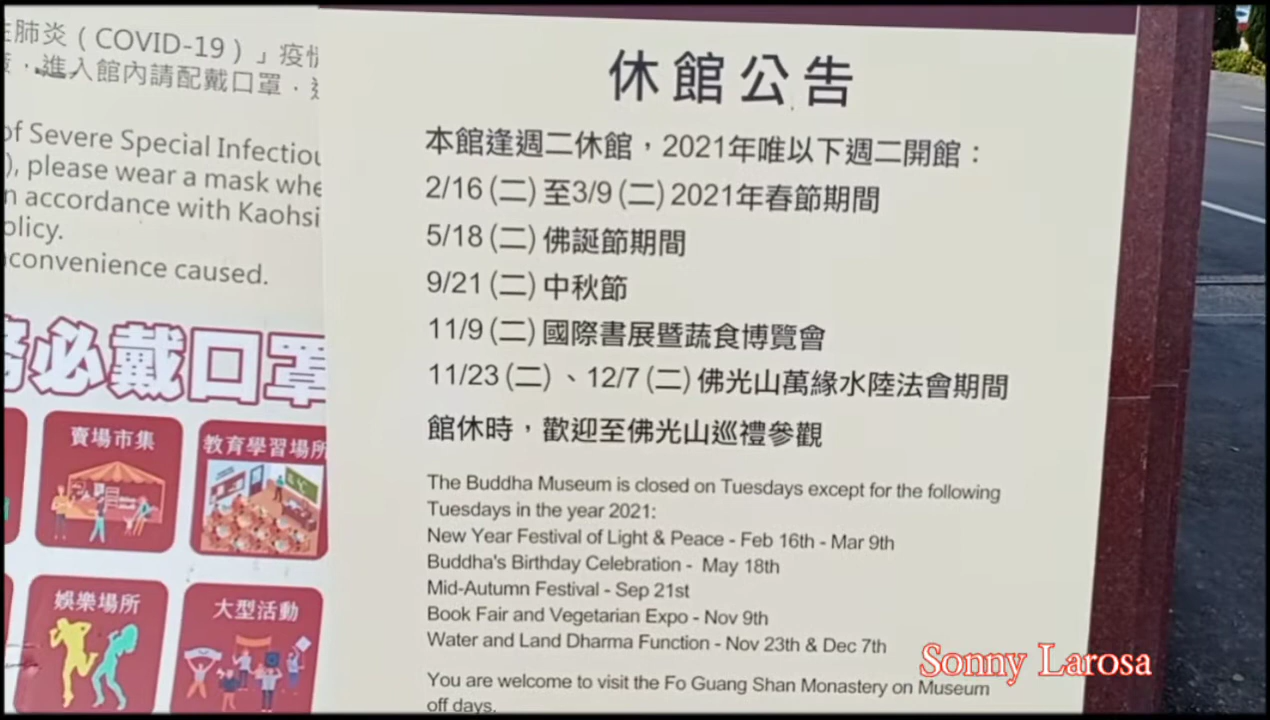 肺炎(COVID-19)」疫
,進入館內請配戴口罩,
of Severe Special Infectiou
), please wear a mask whe
n accordance with Kaohsi
olicy.
convenience caused.
必戴口罩
賣場市集
教育學習場所
娛樂場所
大型活動
休館公告
本館逢週二休館,2021年唯以下週二開館:
2/16(二)至3/9(二)2021年春節期間
5/18(二)佛誕節期間
9/21(二)中秋節
11/9(二)國際書展暨蔬食博覽會
11/23(二)、12/7(二)佛光山萬緣水陸法會期間
館休時,歡迎至佛光山巡禮參觀
The Buddha Museum is closed on Tuesdays except for the following
Tuesdays in the year 2021:
New Year Festival of Light & Peace - Feb 16th - Mar 9th
Buddha's Birthday Celebration - May 18th
Mid-Autumn Festival - Sep 21st
Book Fair and Vegetarian Expo - Nov 9th
Water and Land Dharma Function - Nov 23th & Dec 7th
You are welcome to visit the Fo Guang Shan Monastery on Museum
off days.
Sonny Larosa